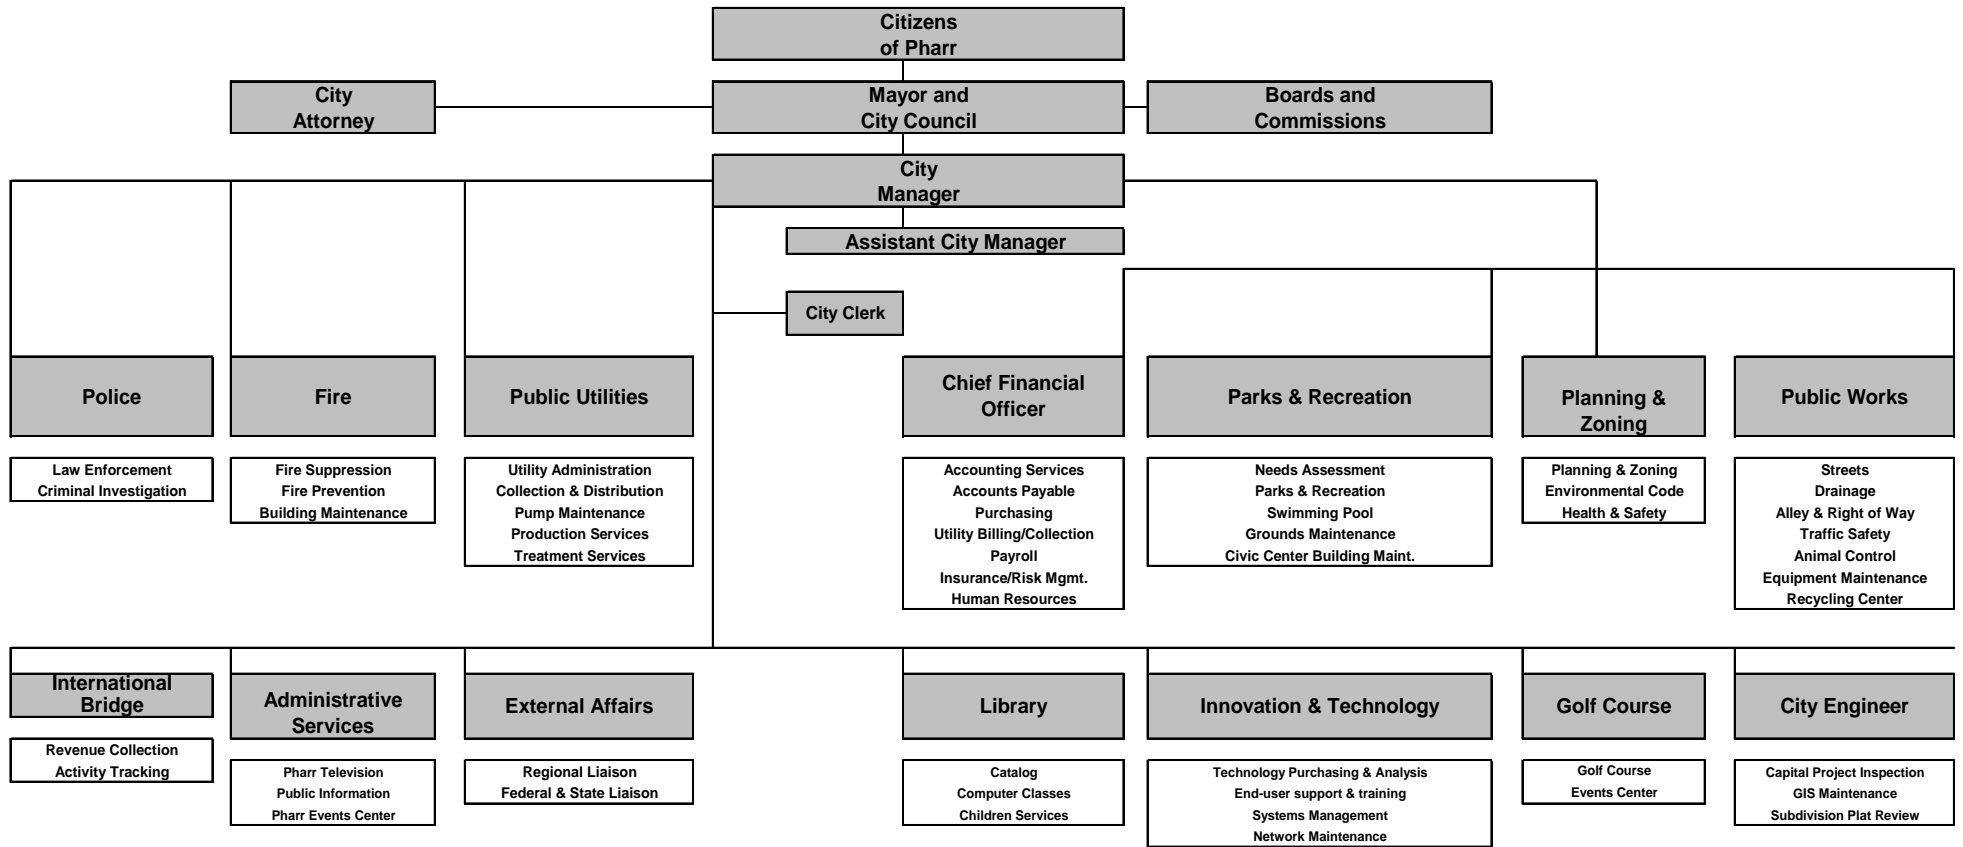 Citizens
of Pharr
City
Attorney
Mayor and
City Council
Boards and
Commissions
City
Manager
Assistant City Manager
City Clerk
Police
Fire
Public Utilities
Chief Financial
Officer
Parks & Recreation
Planning &
Zoning
Public Works
Law Enforcement
Criminal Investigation
Fire Suppression
Fire Prevention
Building Maintenance
Utility Administration
Collection & Distribution
Pump Maintenance
Production Services
Treatment Services
Accounting Services
Accounts Payable
Purchasing
Utility Billing/Collection
Payroll
Insurance/Risk Mgmt.
Human Resources
Needs Assessment
Parks & Recreation
Swimming Pool
Grounds Maintenance
Civic Center Building Maint.
Planning & Zoning
Environmental Code
Health & Safety
Streets
Drainage
Alley & Right of Way
Traffic Safety
Animal Control
Equipment Maintenance
Recycling Center
International
Bridge
Administrative
Services
External Affairs
Library
Innovation & Technology
Golf Course
City Engineer
Revenue Collection
Activity Tracking
Pharr Television
Public Information
Pharr Events Center
Regional Liaison
Federal & State Liaison
Catalog
Computer Classes
Children Services
Technology Purchasing & Analysis
End-user support & training
Systems Management
Network Maintenance
Golf Course
Events Center
Capital Project Inspection
GIS Maintenance
Subdivision Plat Review